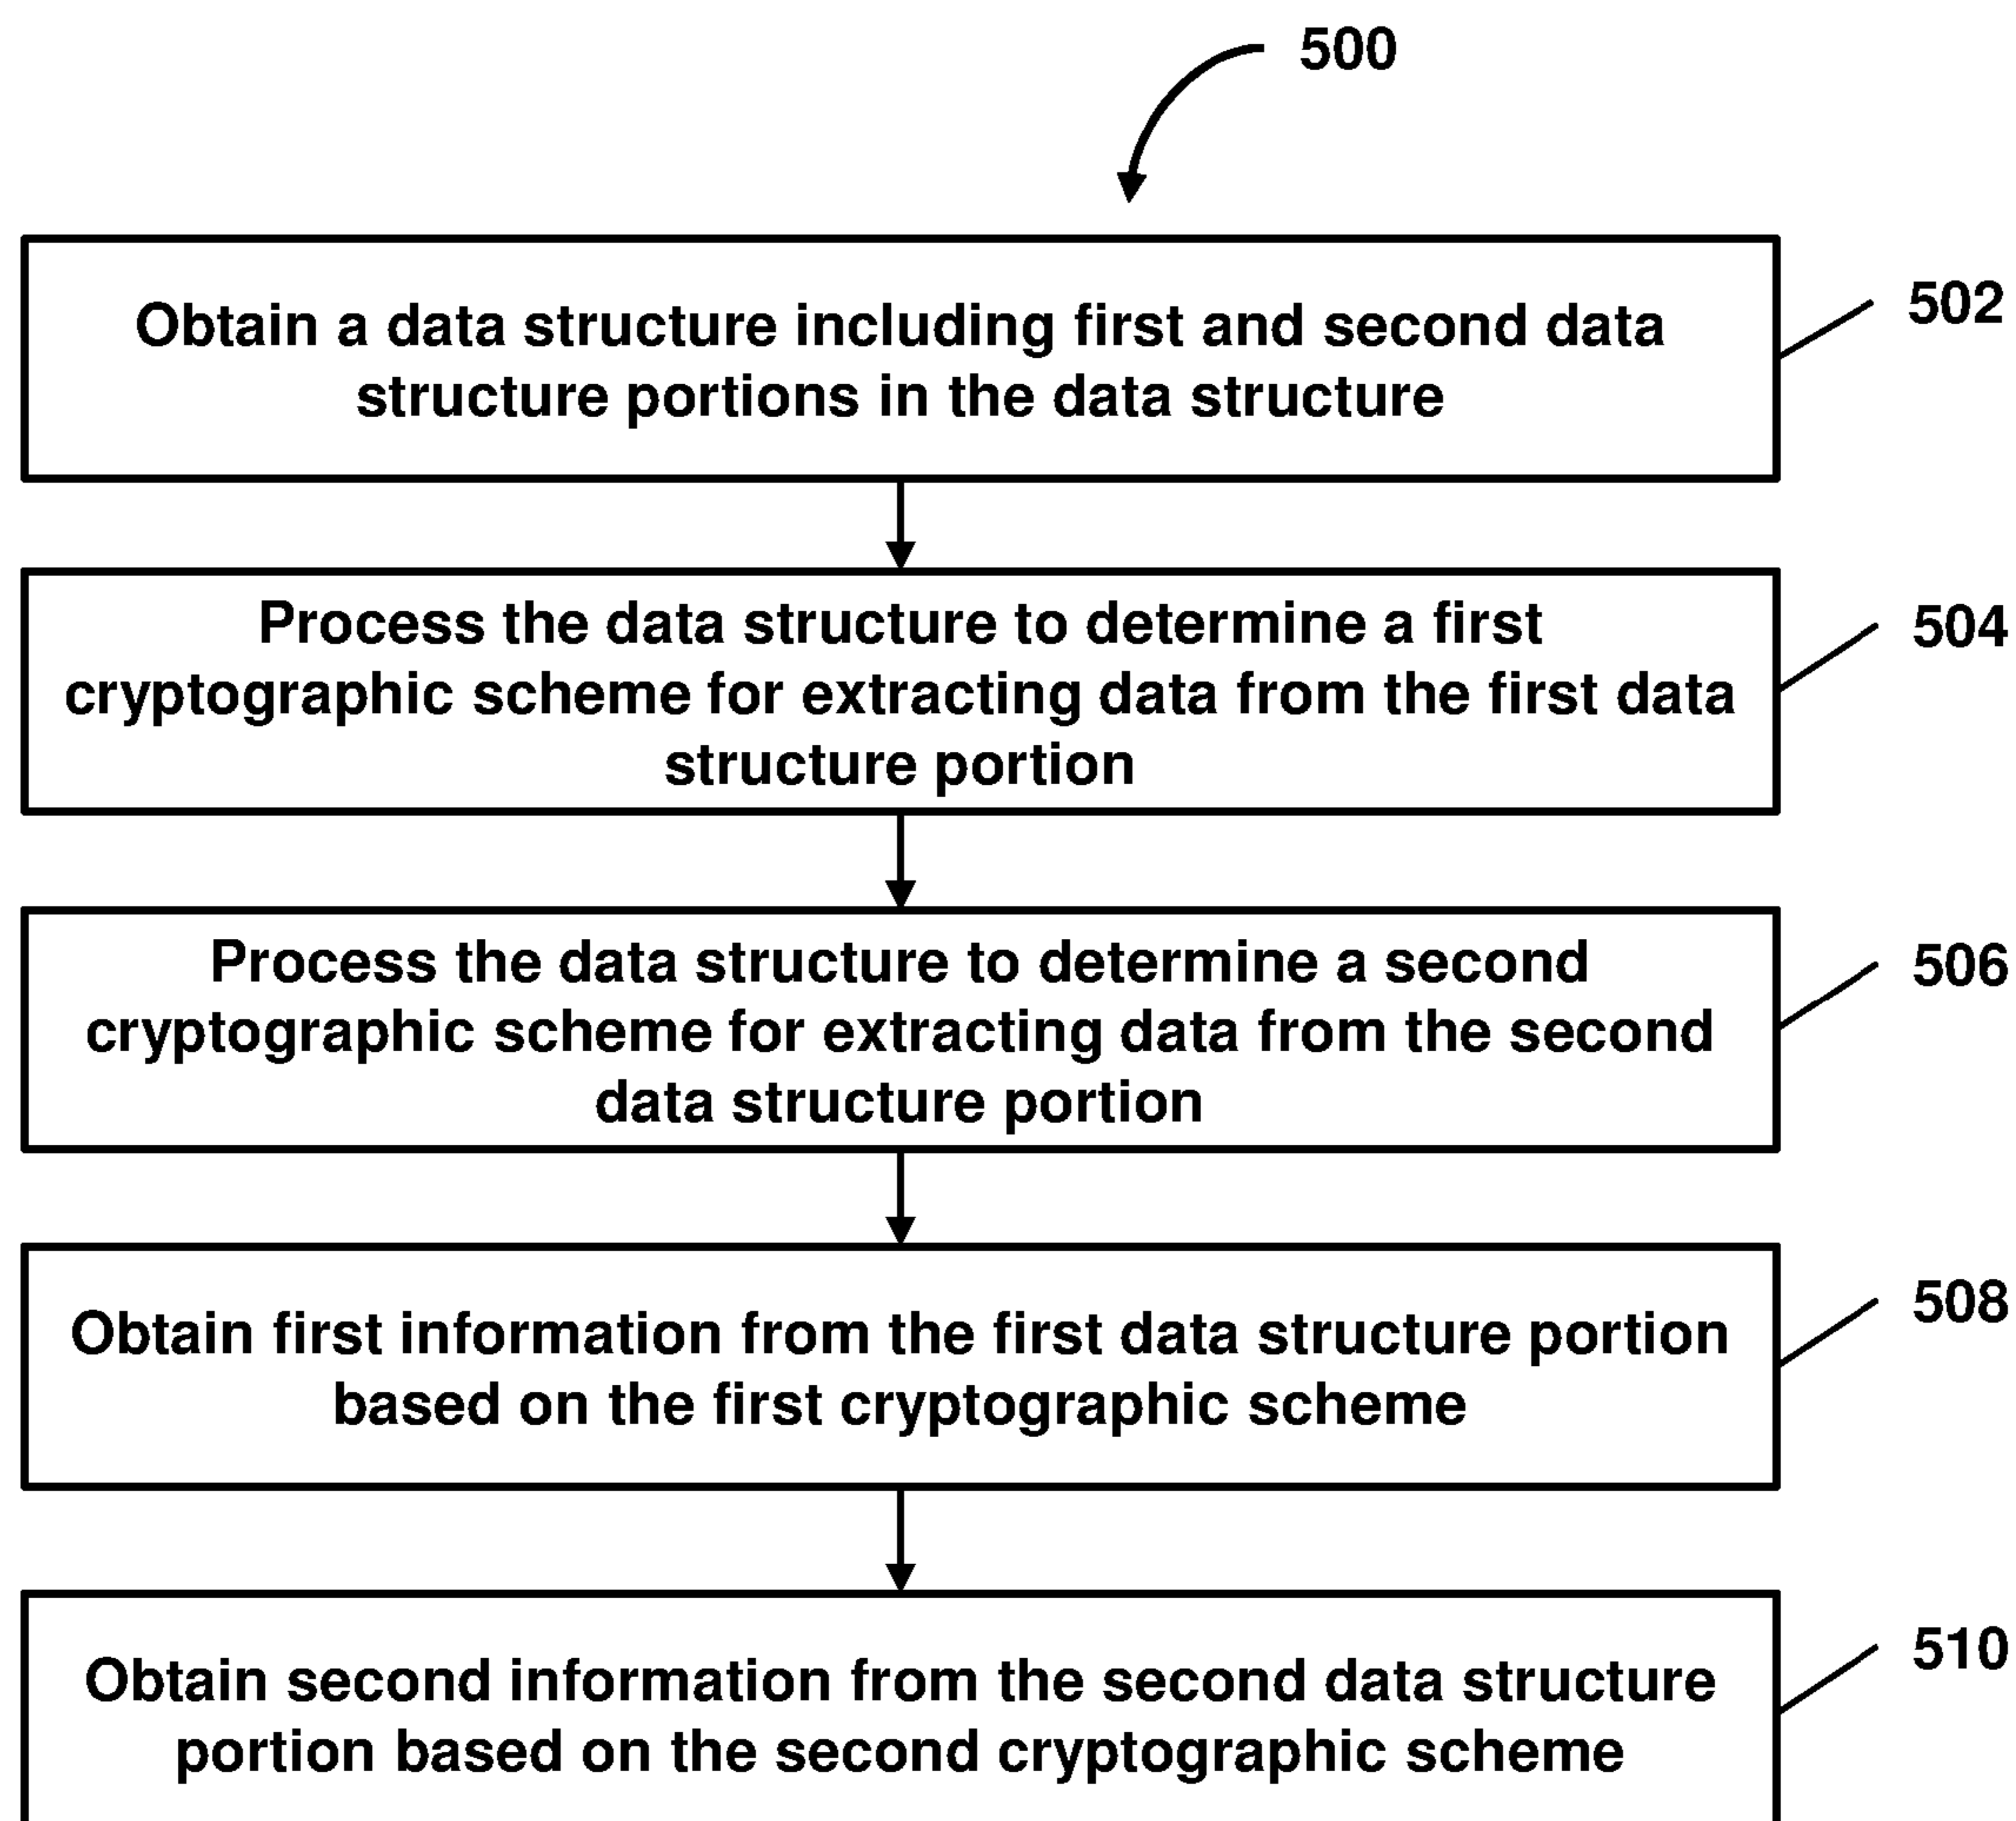 500
Obtain a data structure including first and second data
structure portions in the data structure
502
Process the data structure to determine a first
cryptographic scheme for extracting data from the first data
structure portion
504
Process the data structure to determine a second
cryptographic scheme for extracting data from the second
data structure portion
506
Obtain first information from the first data structure portion
based on the first cryptographic scheme
508
Obtain second information from the second data structure
portion based on the second cryptographic scheme
510